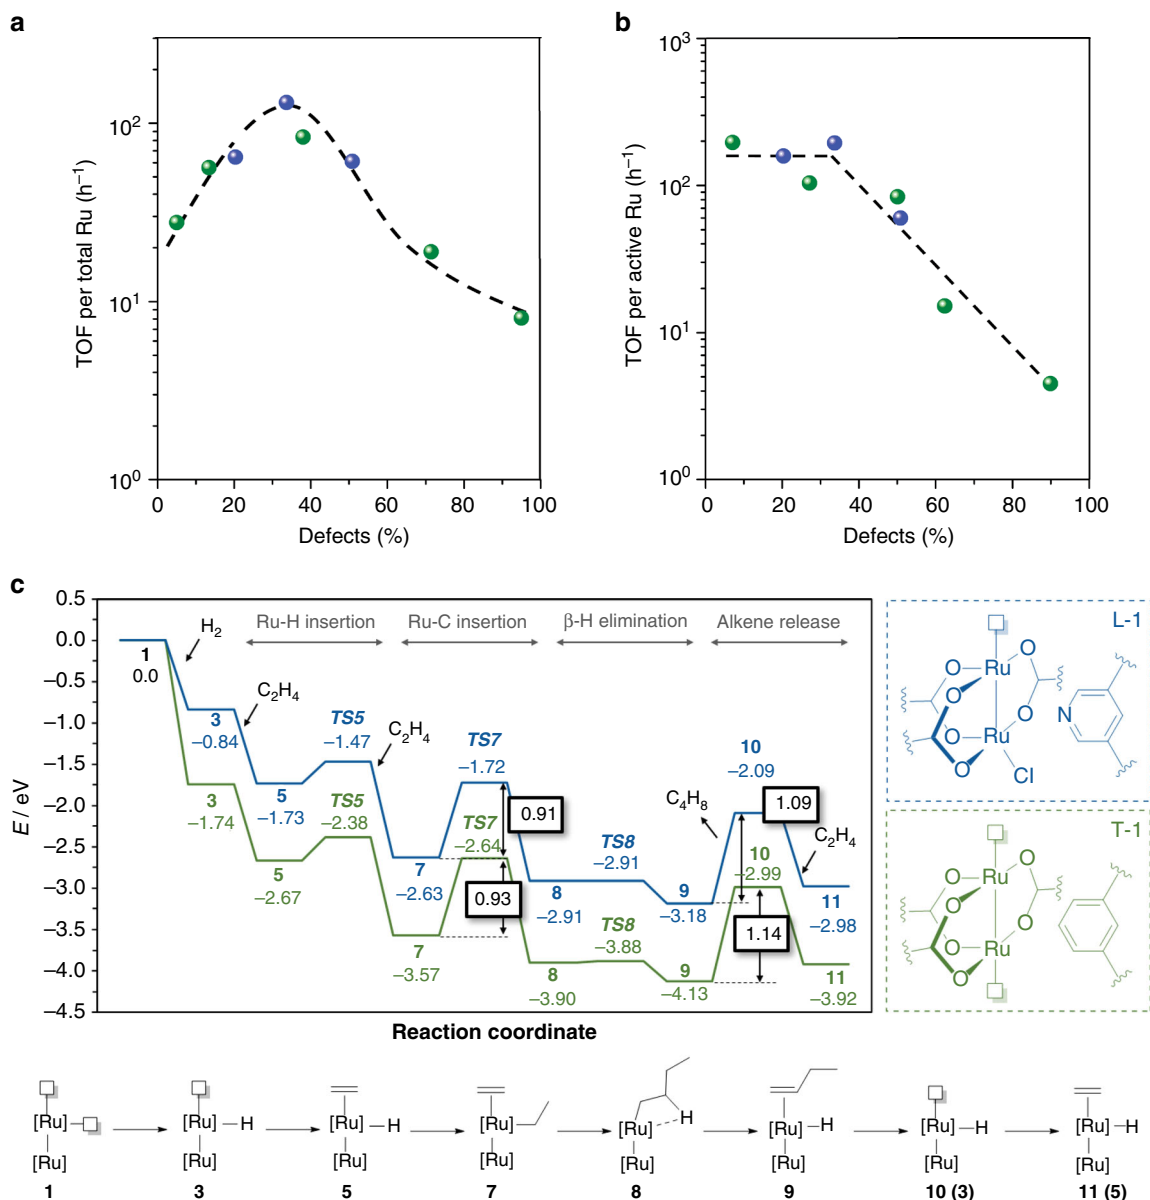 a
TOF per total Ru (h⁻¹)
10²
10¹
10⁰
0 20 40 60 80 100
Defects (%)
b
TOF per active Ru (h⁻¹)
10³
10²
10¹
10⁰
0 20 40 60 80 100
Defects (%)
c
E / eV
0.5
0.0
−0.5
−1.0
−1.5
−2.0
−2.5
−3.0
−3.5
−4.0
−4.5
Ru-H insertion
Ru-C insertion
β-H elimination
Alkene release
1
0.0
H₂
3
−0.84
C₂H₄
5
−1.73
TS5
−1.47
C₂H₄
7
−2.63
TS7
−1.72
0.91
8
−2.91
TS8
−2.91
9
−3.18
C₄H₈
10
−2.09
1.09
C₂H₄
11
−2.98
3
−1.74
5
−2.67
TS5
−2.38
7
−3.57
TS7
−2.64
0.93
8
−3.90
TS8
−3.88
9
−4.13
10
−2.99
1.14
11
−3.92
Reaction coordinate
L-1
Ru
O
O
O
O
O
O
N
Ru
Cl
T-1
Ru
O
O
O
O
O
O
Ru
[Ru]
[Ru]
1
[Ru]
H
[Ru]
3
[Ru]
H
[Ru]
5
[Ru]
[Ru]
7
H
[Ru]
[Ru]
8
[Ru]
H
[Ru]
9
[Ru]
H
[Ru]
10 (3)
[Ru]
H
[Ru]
11 (5)